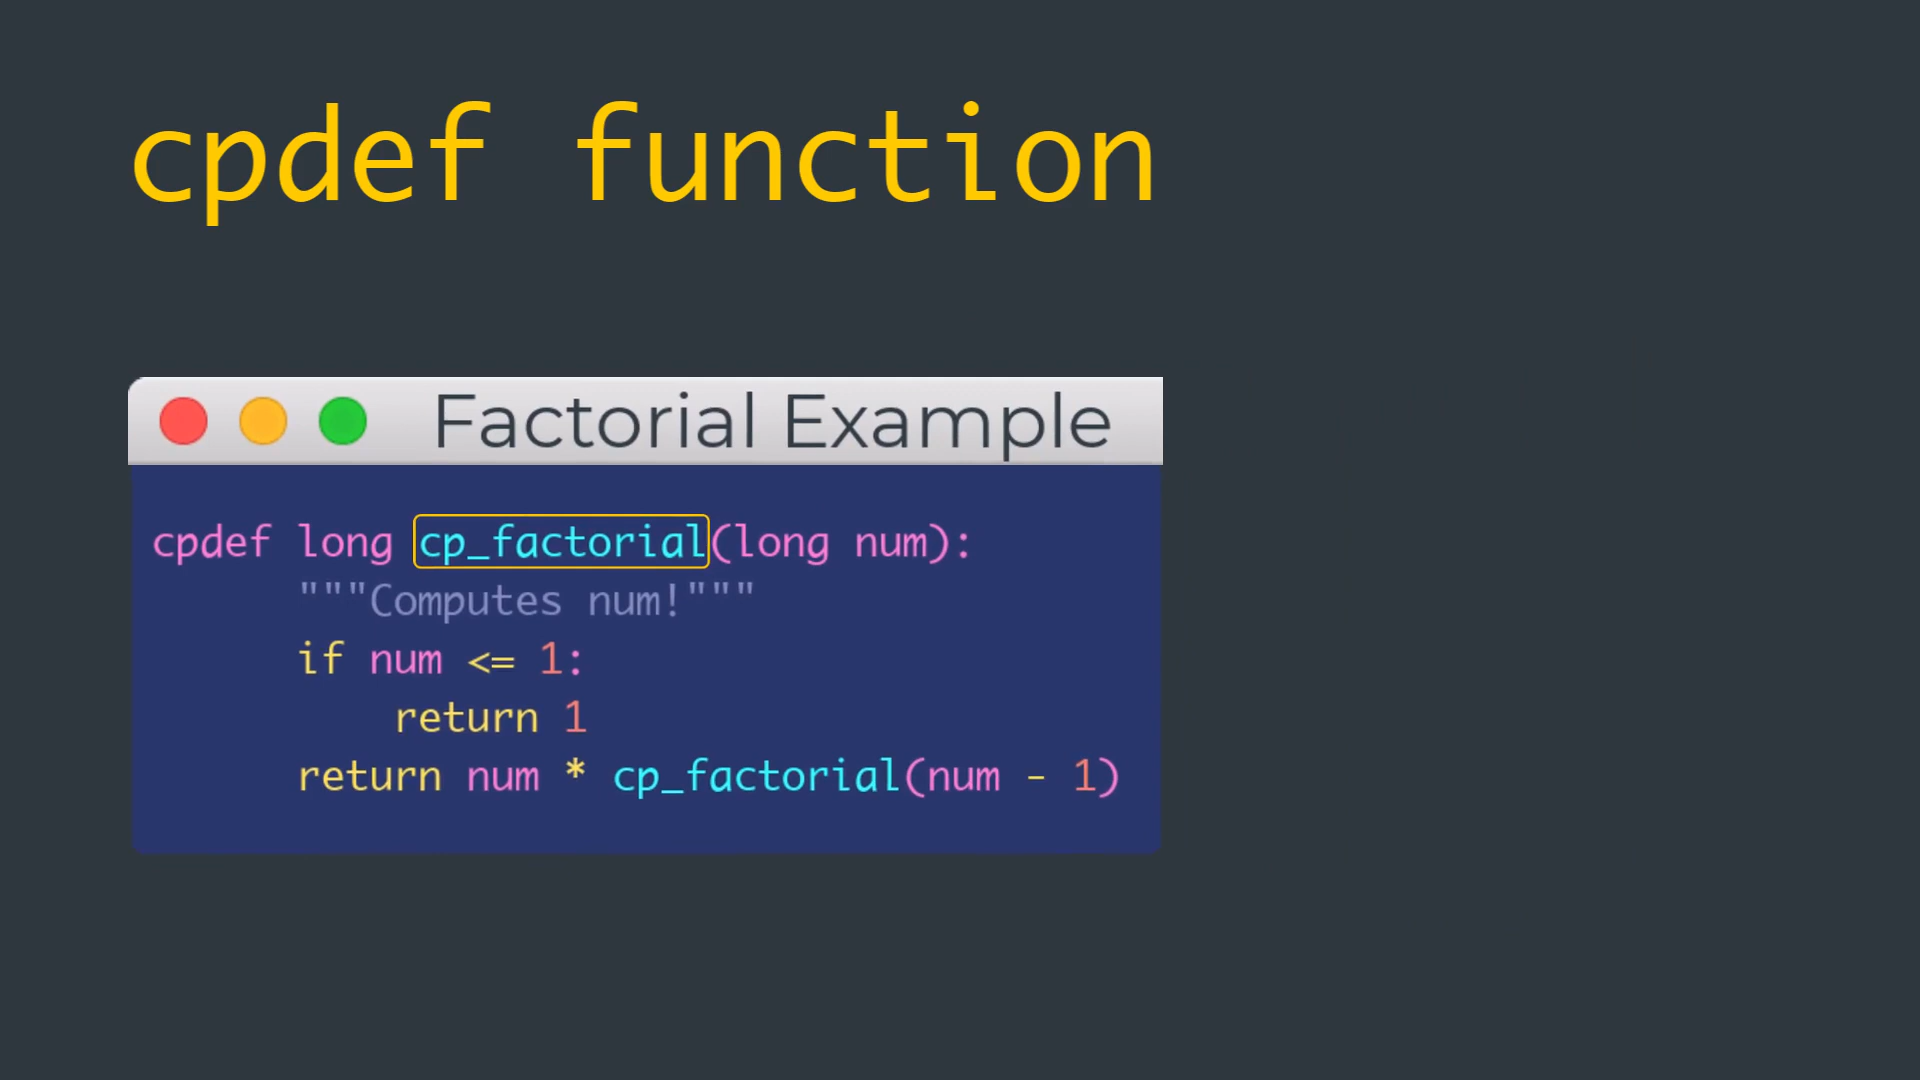 cpdef function
Factorial Example
cpdef long cp_factorial(long num):
"""Computes num!"""
if num <= 1:
return 1
return num * cp_factorial(num - 1)